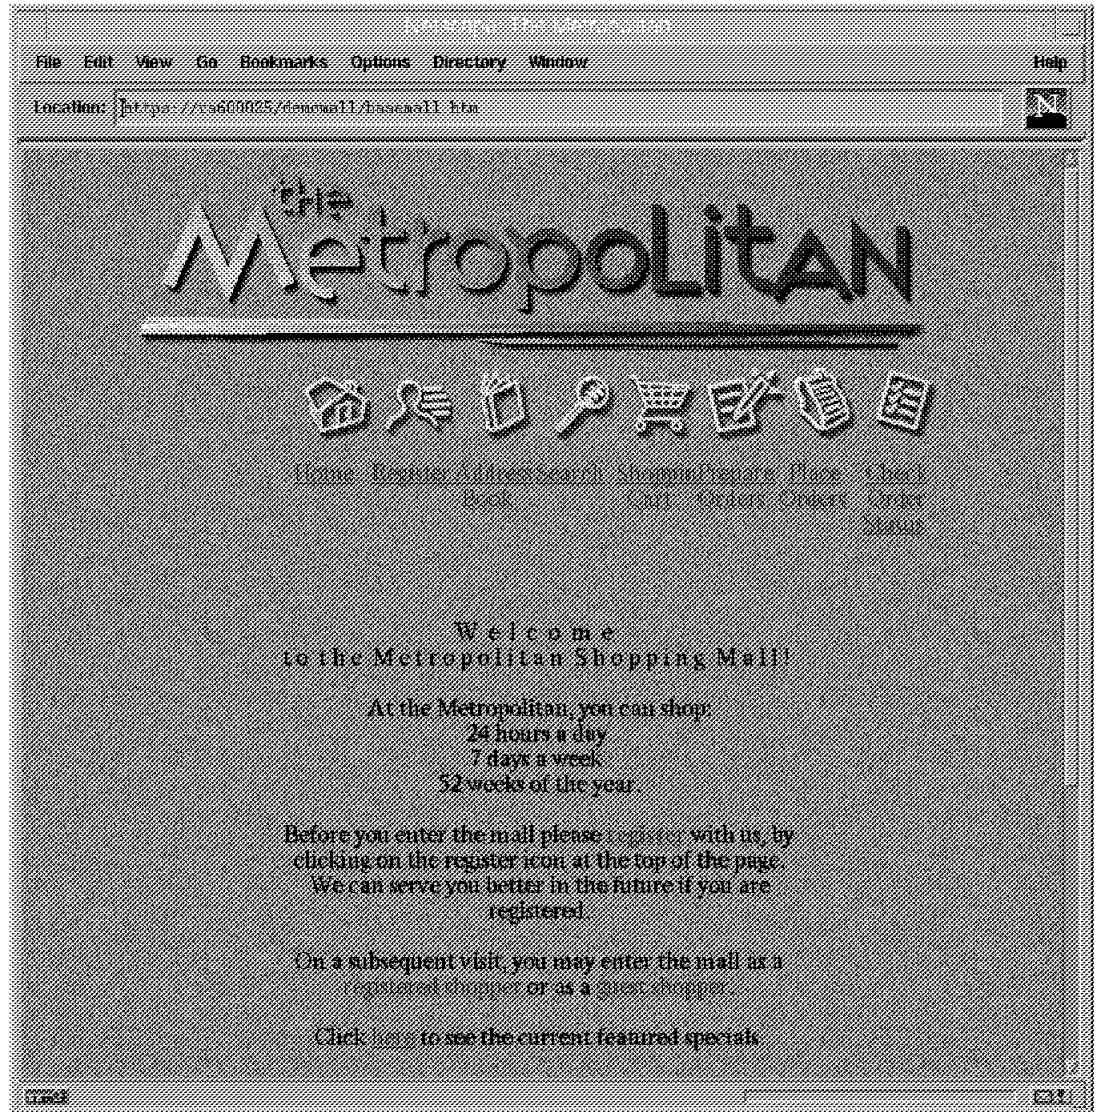 Netscape: The Metropolitan
File Edit View Go Bookmarks Options Directory Window Help
Location: https://rs600025/demomall/basemall.htm
N
the
MetropoLitAN
Home Register Address Search Shopping Prepare Place Check
Book Cart Orders Orders Order
Status
Welcome
to the Metropolitan Shopping Mall!
At the Metropolitan, you can shop:
24 hours a day
7 days a week
52 weeks of the year.
Before you enter the mall please register with us, by
clicking on the register icon at the top of the page.
We can serve you better in the future if you are
registered.
On a subsequent visit, you may enter the mall as a
registered shopper or as a guest shopper.
Click here to see the current featured specials